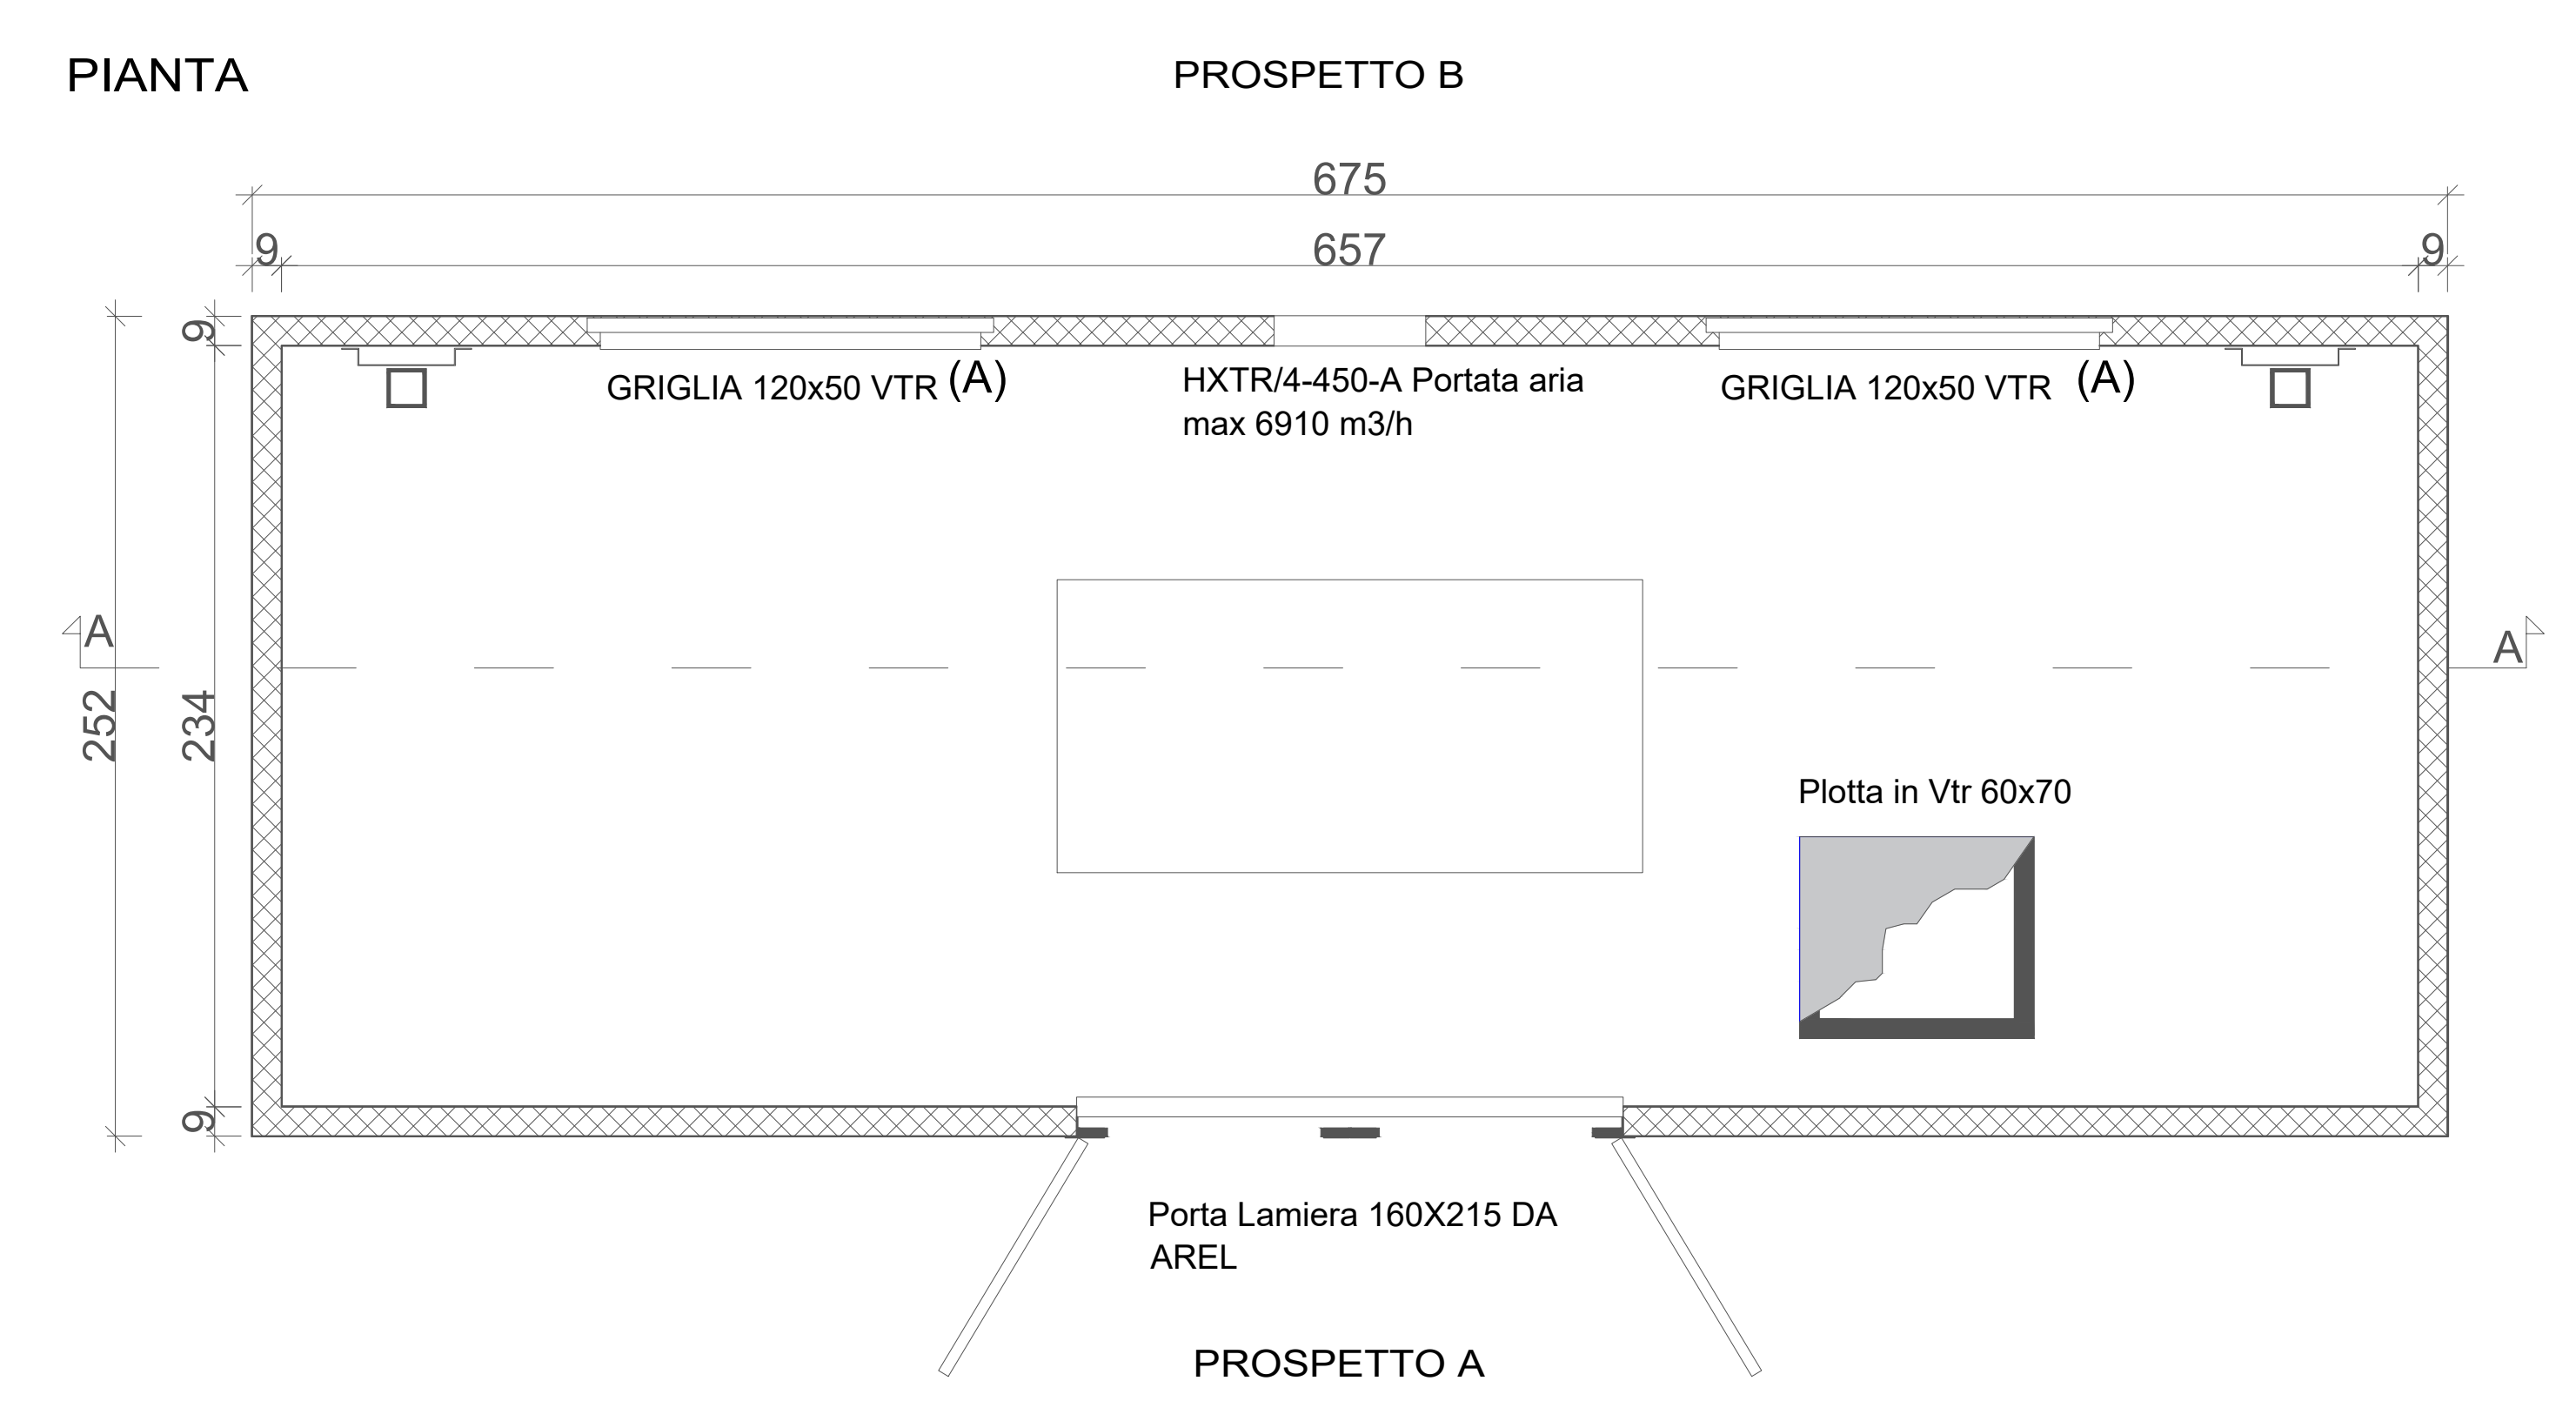 PIANTA
PROSPETTO B
675
9
657
9
9
GRIGLIA 120x50 VTR (A)
HXTR/4-450-A Portata aria
max 6910 m3/h
GRIGLIA 120x50 VTR (A)
A
A
252
234
Plotta in Vtr 60x70
9
Porta Lamiera 160X215 DA
AREL
PROSPETTO A